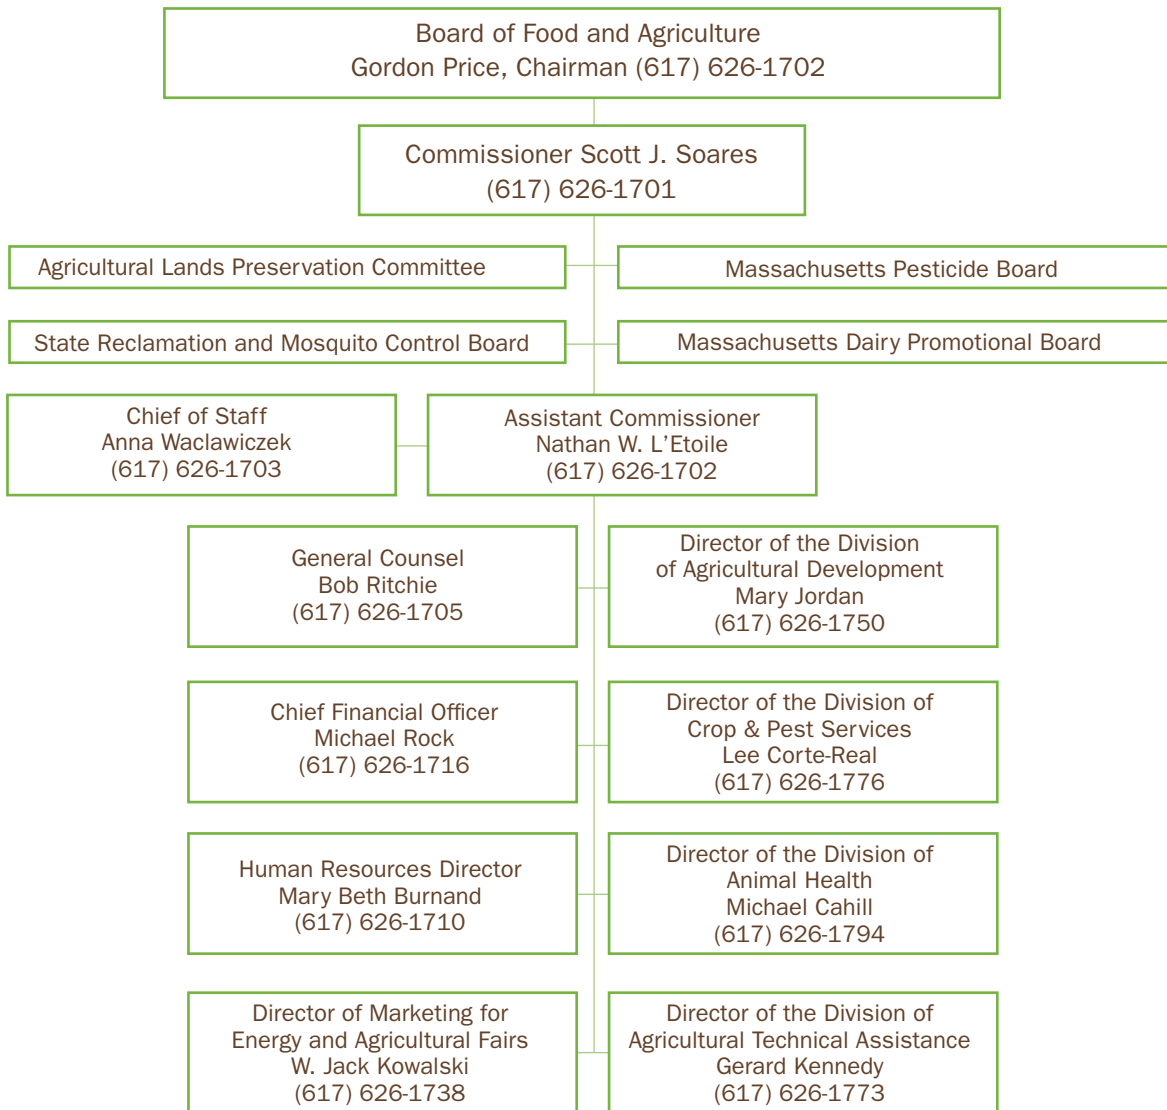 Board of Food and Agriculture
Gordon Price, Chairman (617) 626-1702
Commissioner Scott J. Soares
(617) 626-1701
Agricultural Lands Preservation Committee
Massachusetts Pesticide Board
State Reclamation and Mosquito Control Board
Massachusetts Dairy Promotional Board
Chief of Staff
Anna Waclawiczek
(617) 626-1703
Assistant Commissioner
Nathan W. L’Etoile
(617) 626-1702
General Counsel
Bob Ritchie
(617) 626-1705
Director of the Division
of Agricultural Development
Mary Jordan
(617) 626-1750
Chief Financial Officer
Michael Rock
(617) 626-1716
Director of the Division of
Crop & Pest Services
Lee Corte-Real
(617) 626-1776
Human Resources Director
Mary Beth Burnand
(617) 626-1710
Director of the Division of
Animal Health
Michael Cahill
(617) 626-1794
Director of Marketing for
Energy and Agricultural Fairs
W. Jack Kowalski
(617) 626-1738
Director of the Division of
Agricultural Technical Assistance
Gerard Kennedy
(617) 626-1773